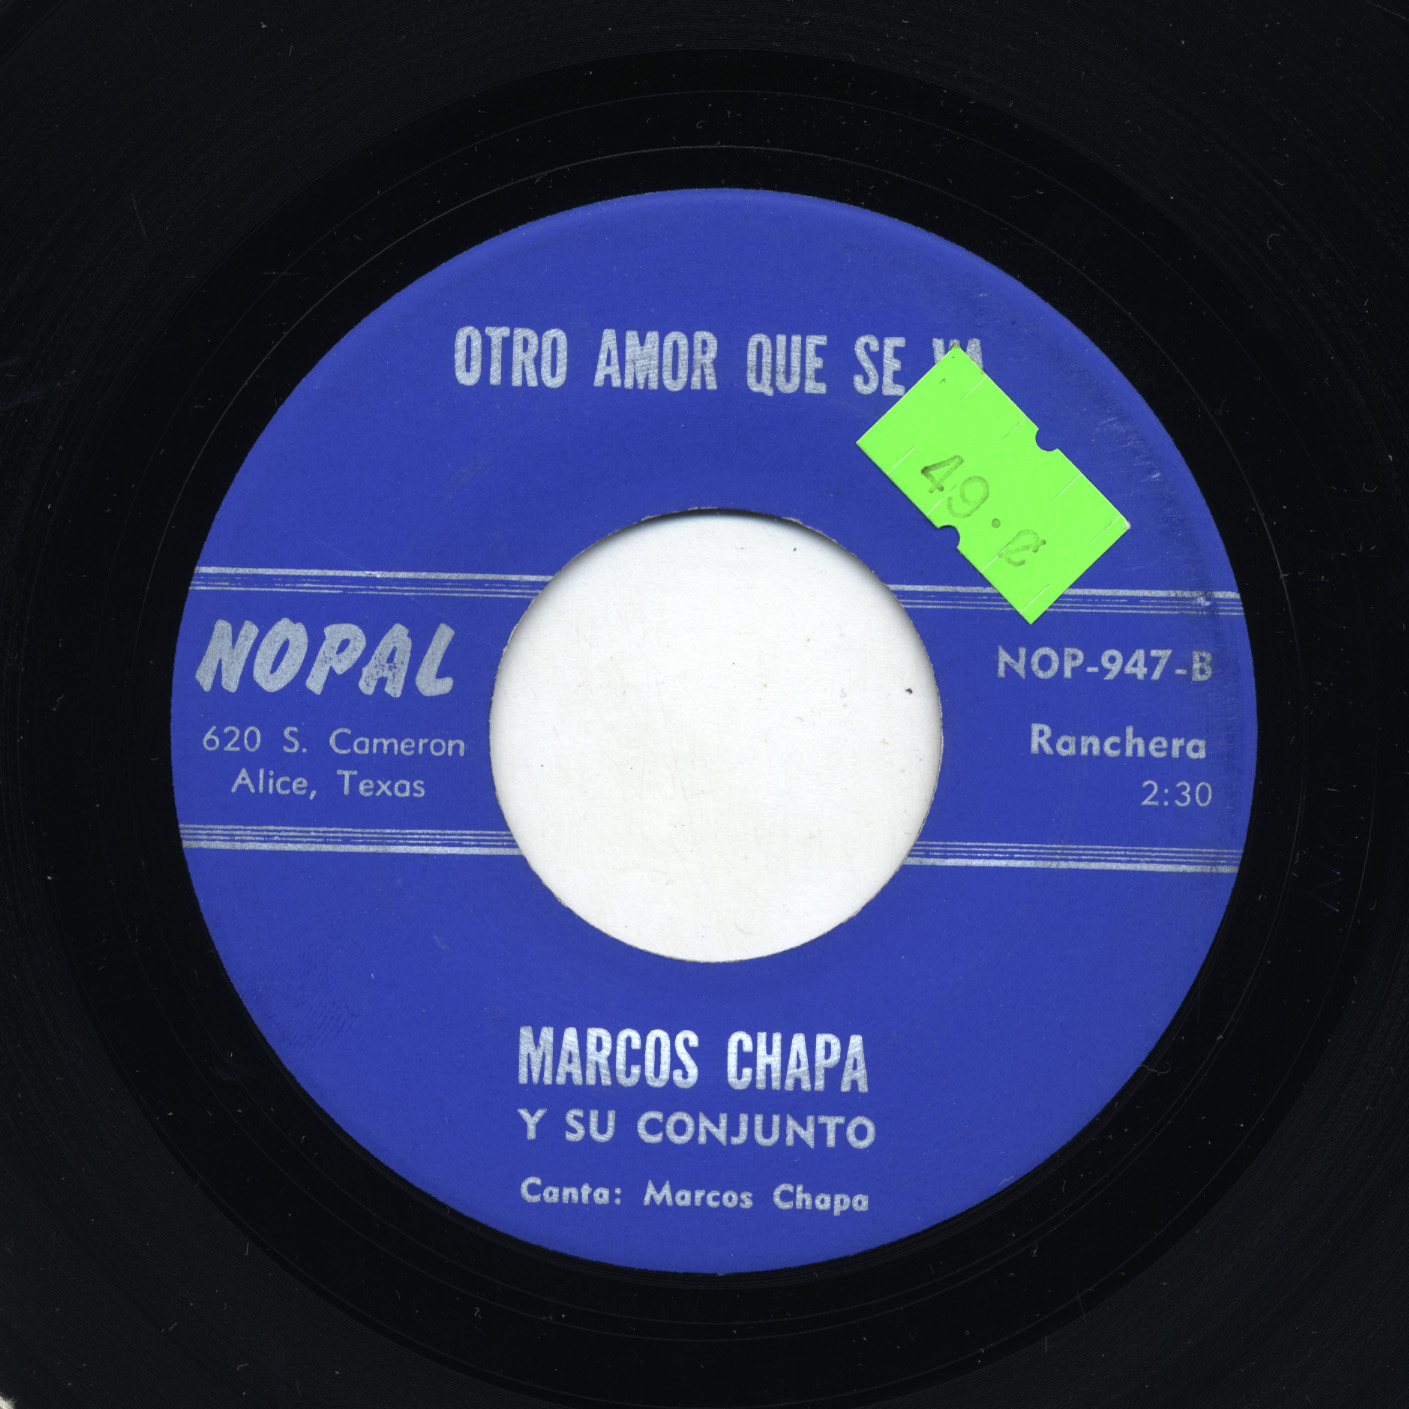 OTRO AMOR QUE SE VA
49.¢
NOPAL
620 S. Cameron
Alice, Texas
NOP-947-B
Ranchera
2:30
MARCOS CHAPA
Y SU CONJUNTO
Canta: Marcos Chapa